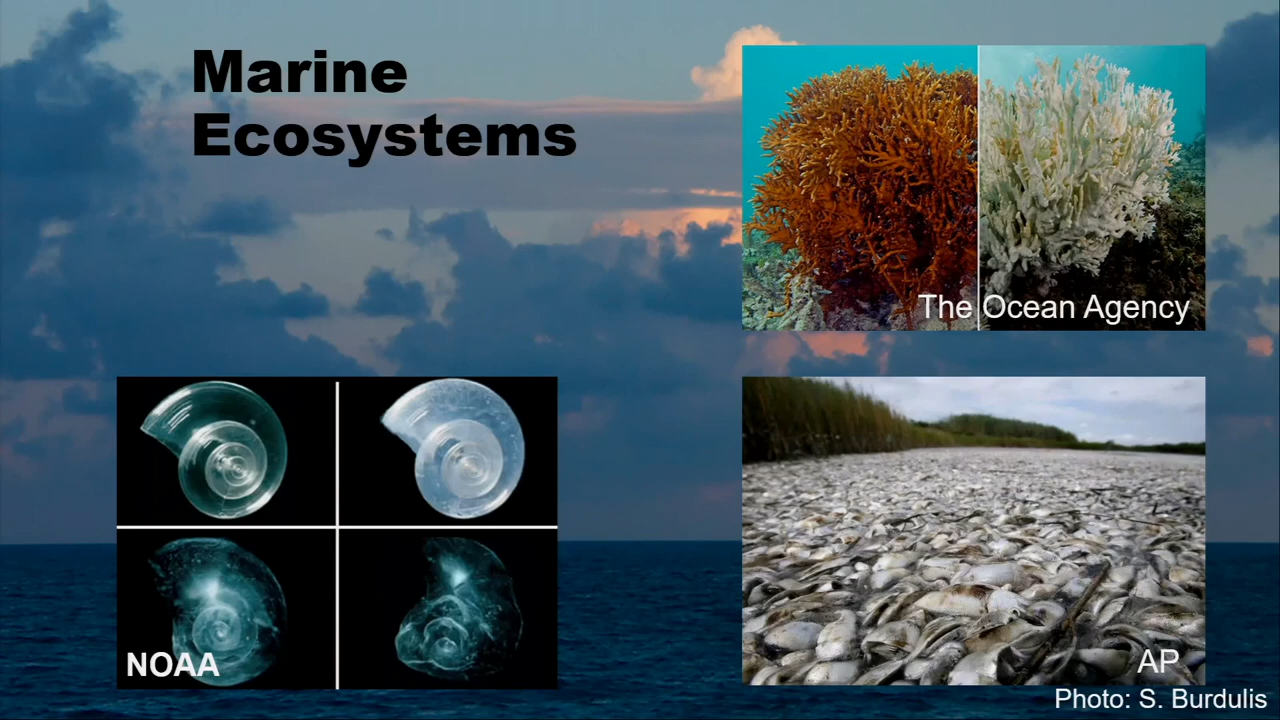 Marine
Ecosystems
The Ocean Agency
NOAA
AP
Photo: S. Burdulis